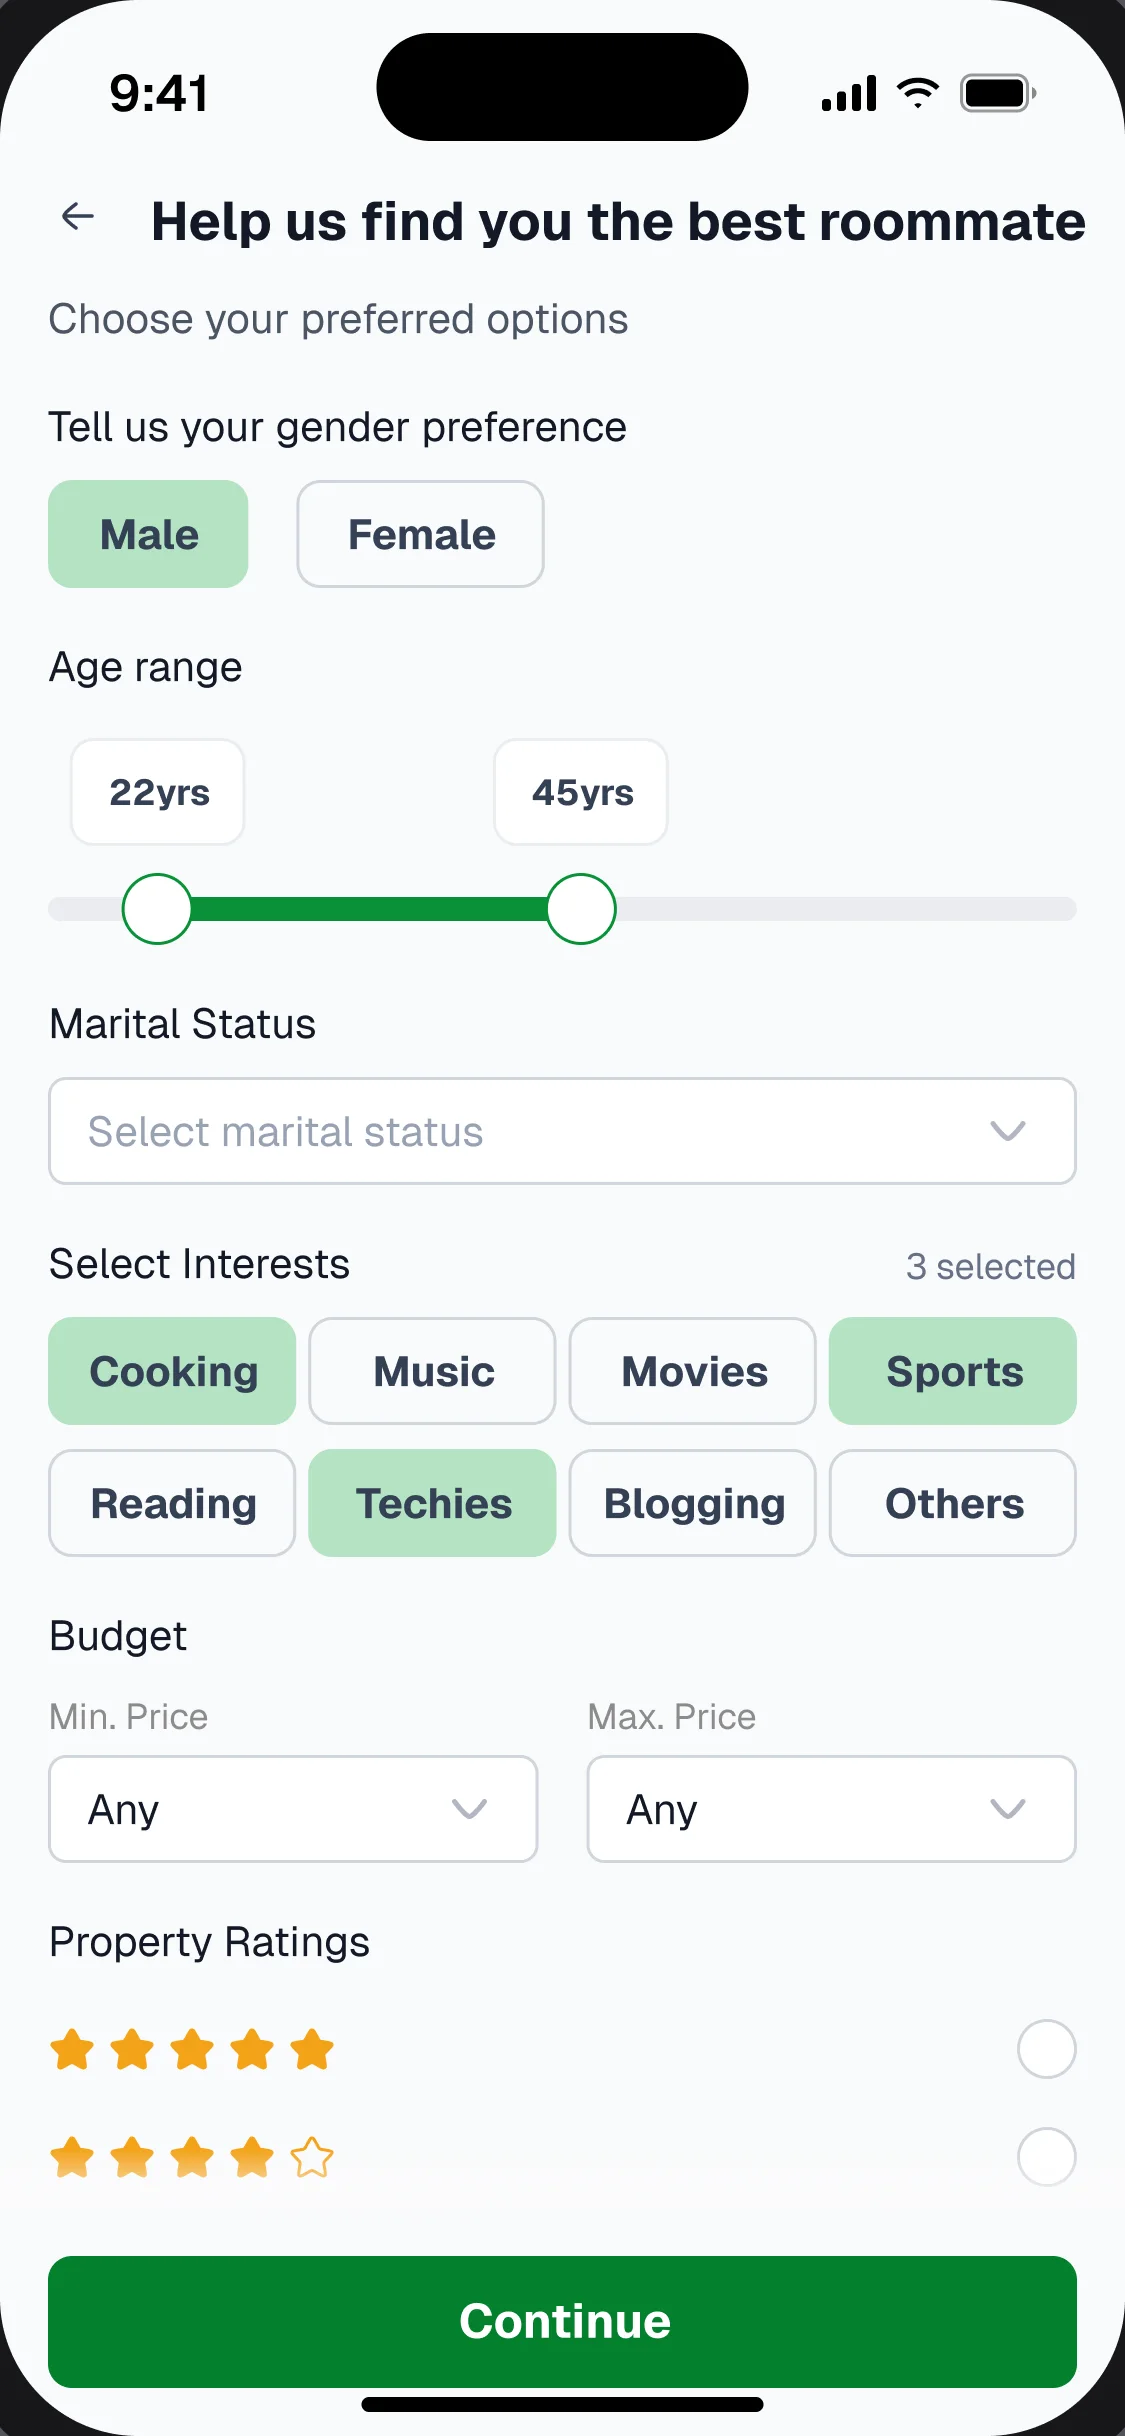 9:41
Help us find you the best roommate
Choose your preferred options
Tell us your gender preference
Male Female
Age range
22yrs 45yrs
Marital Status
Select marital status
Select Interests 3 selected
Cooking Music Movies Sports
Reading Techies Blogging Others
Budget
Min. Price Max. Price
Any Any
Property Ratings
Continue